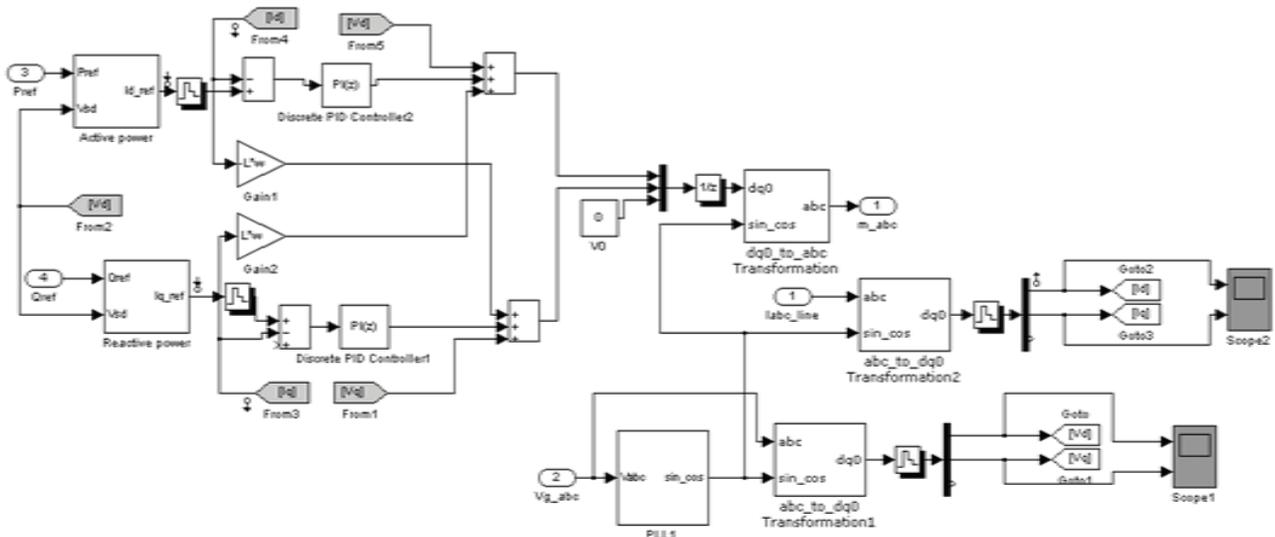 [Id]
From4
[Vd]
From5
3
Pref
Pref
Id_ref
Vsd
Active power
-
+
PI(z)
Discrete PID Controller2
+
+
+
L*w
Gain1
[Vd]
From2
L*w
Gain2
4
Qref
Qref
Iq_ref
Vsd
Reactive power
+
-
+
PI(z)
Discrete PID Controller1
+
+
+
[Iq]
From3
[Vq]
From1
0
V0
1/z
dq0
abc
sin_cos
dq0_to_abc
Transformation
1
m_abc
1
Iabc_line
abc
dq0
sin_cos
abc_to_dq0
Transformation2
Goto2
[Id]
[Iq]
Goto3
Scope2
2
Vg_abc
Vabc
sin_cos
PLL1
abc
dq0
sin_cos
abc_to_dq0
Transformation1
Goto
[Vd]
[Vq]
Goto1
Scope1